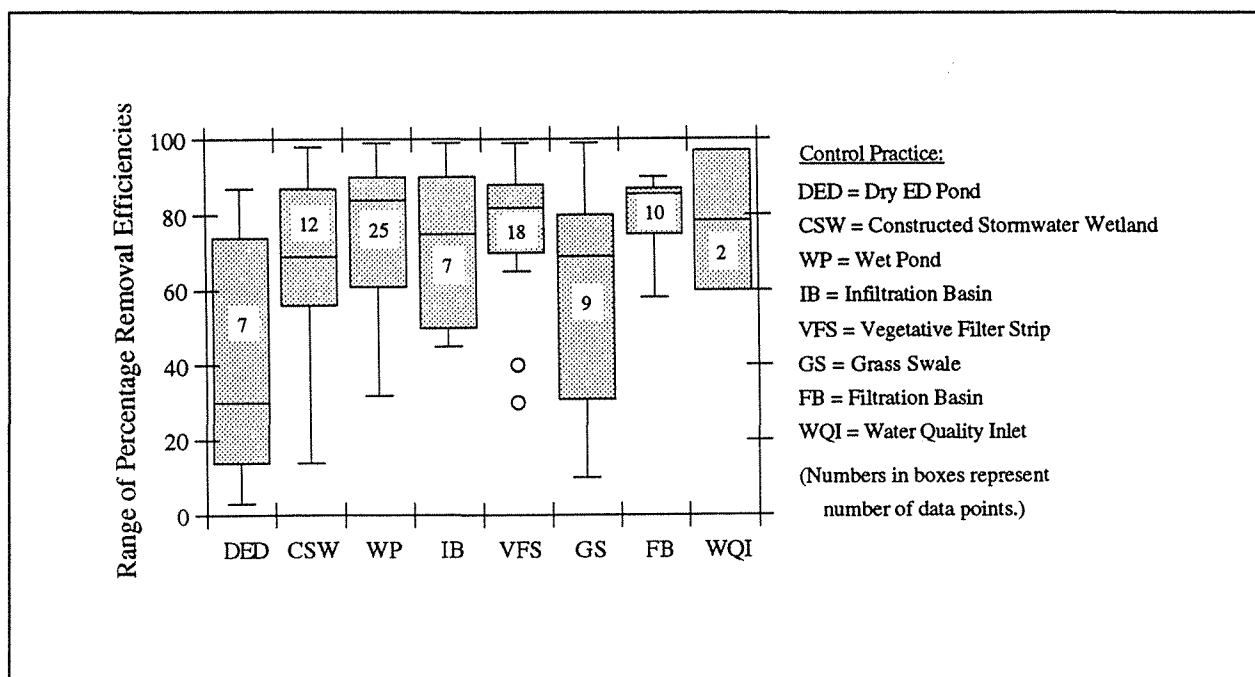 Range of Percentage Removal Efficiencies
100
80
60
40
20
0
7
12
25
7
18
9
10
2
DED
CSW
WP
IB
VFS
GS
FB
WQI
Control Practice:
DED = Dry ED Pond
CSW = Constructed Stormwater Wetland
WP = Wet Pond
IB = Infiltration Basin
VFS = Vegetative Filter Strip
GS = Grass Swale
FB = Filtration Basin
WQI = Water Quality Inlet
(Numbers in boxes represent
number of data points.)